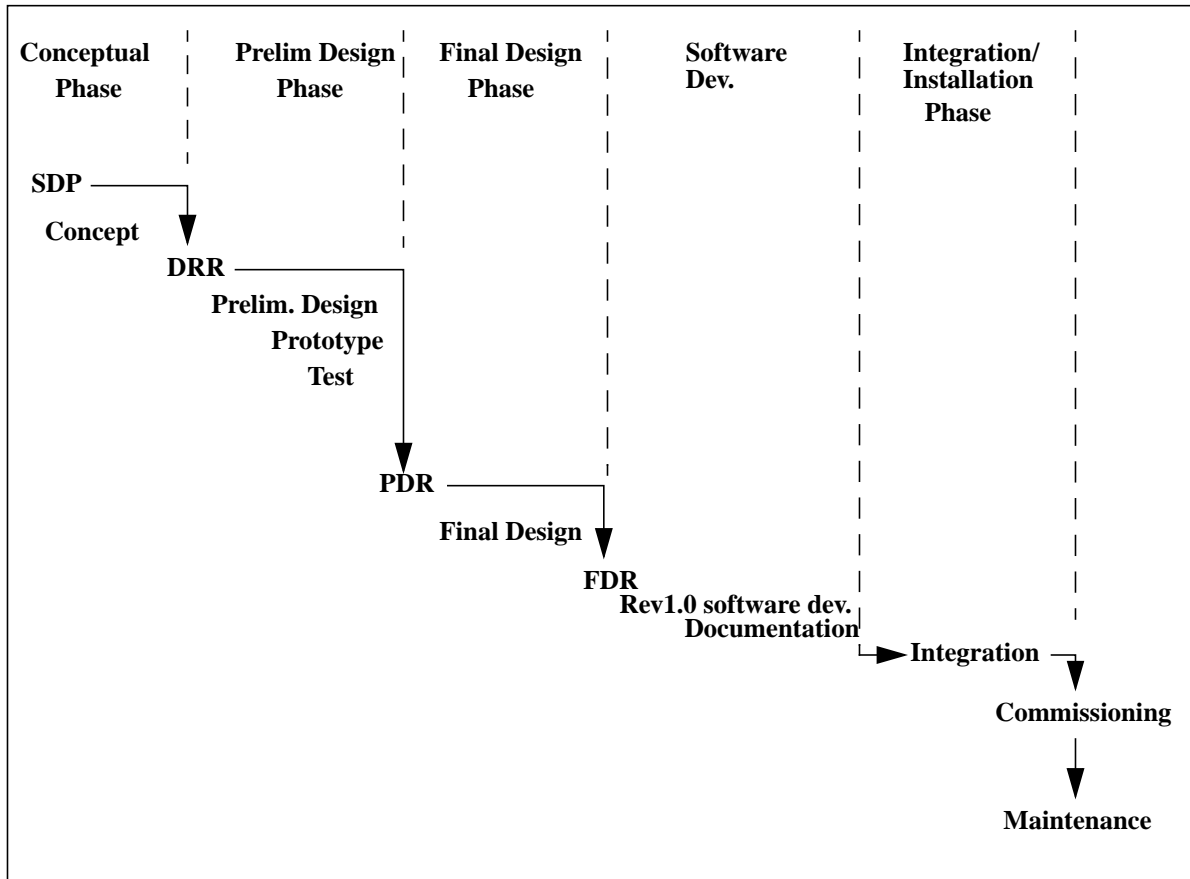 Conceptual
Phase
Prelim Design
Phase
Final Design
Phase
Software
Dev.
Integration/
Installation
Phase
SDP
Concept
DRR
Prelim. Design
Prototype
Test
PDR
Final Design
FDR
Rev1.0 software dev.
Documentation
Integration
Commissioning
Maintenance